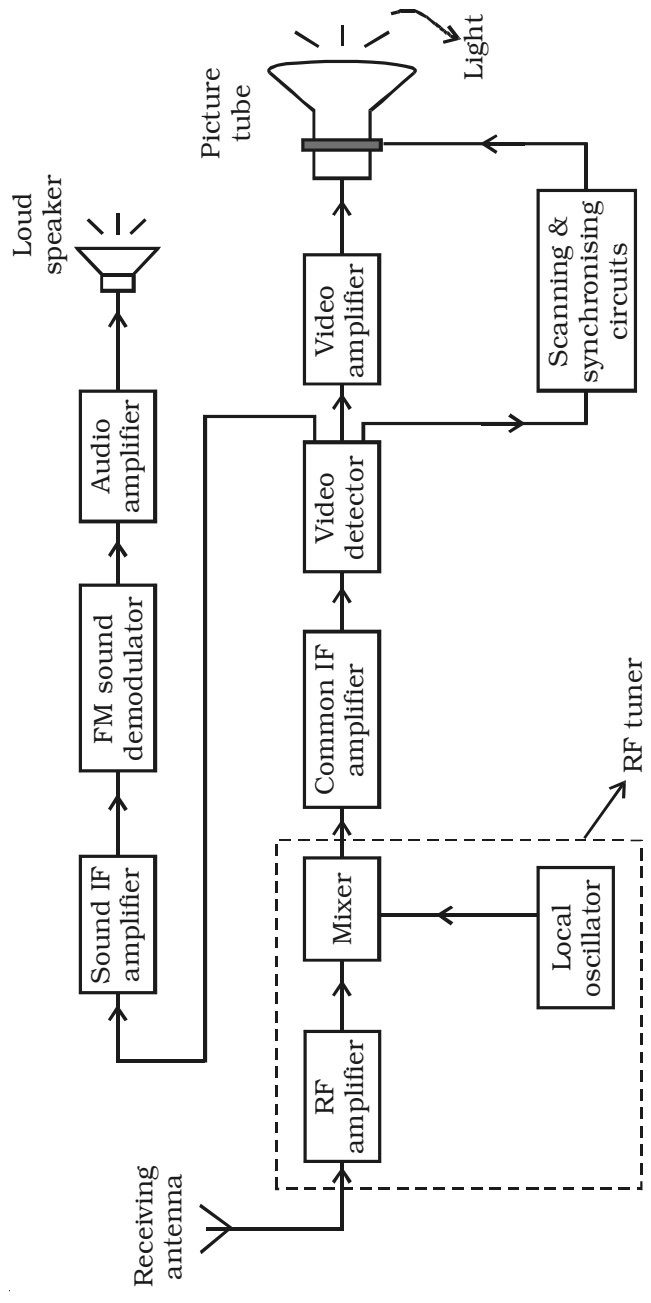 Receiving
antenna
RF
amplifier
Mixer
Local
oscillator
RF tuner
Common IF
amplifier
Video
detector
Video
amplifier
Picture
tube
Light
Scanning &
synchronising
circuits
Sound IF
amplifier
FM sound
demodulator
Audio
amplifier
Loud
speaker